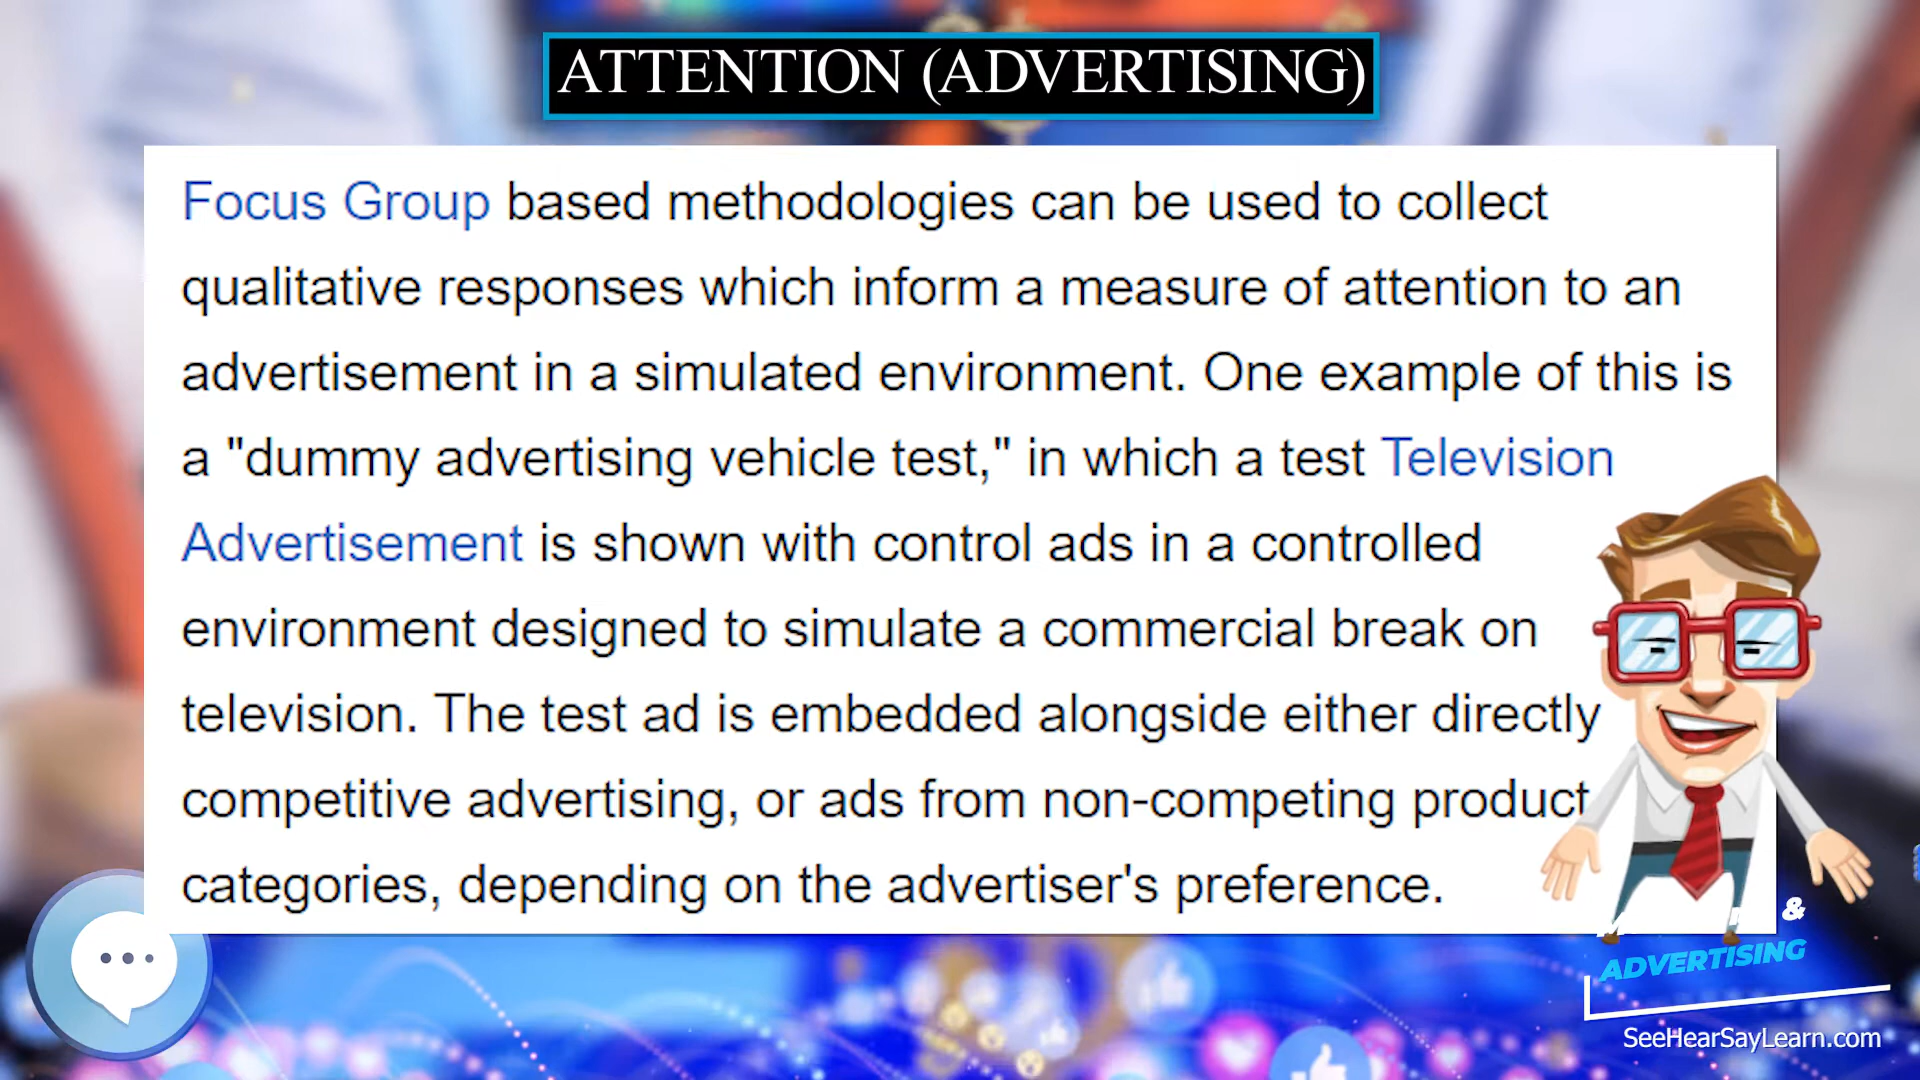 ATTENTION (ADVERTISING)
Focus Group based methodologies can be used to collect
qualitative responses which inform a measure of attention to an
advertisement in a simulated environment. One example of this is
a "dummy advertising vehicle test," in which a test Television
Advertisement is shown with control ads in a controlled
environment designed to simulate a commercial break on
television. The test ad is embedded alongside either directly
competitive advertising, or ads from non-competing product
categories, depending on the advertiser's preference.
&
ADVERTISING
SeeHearSayLearn.com